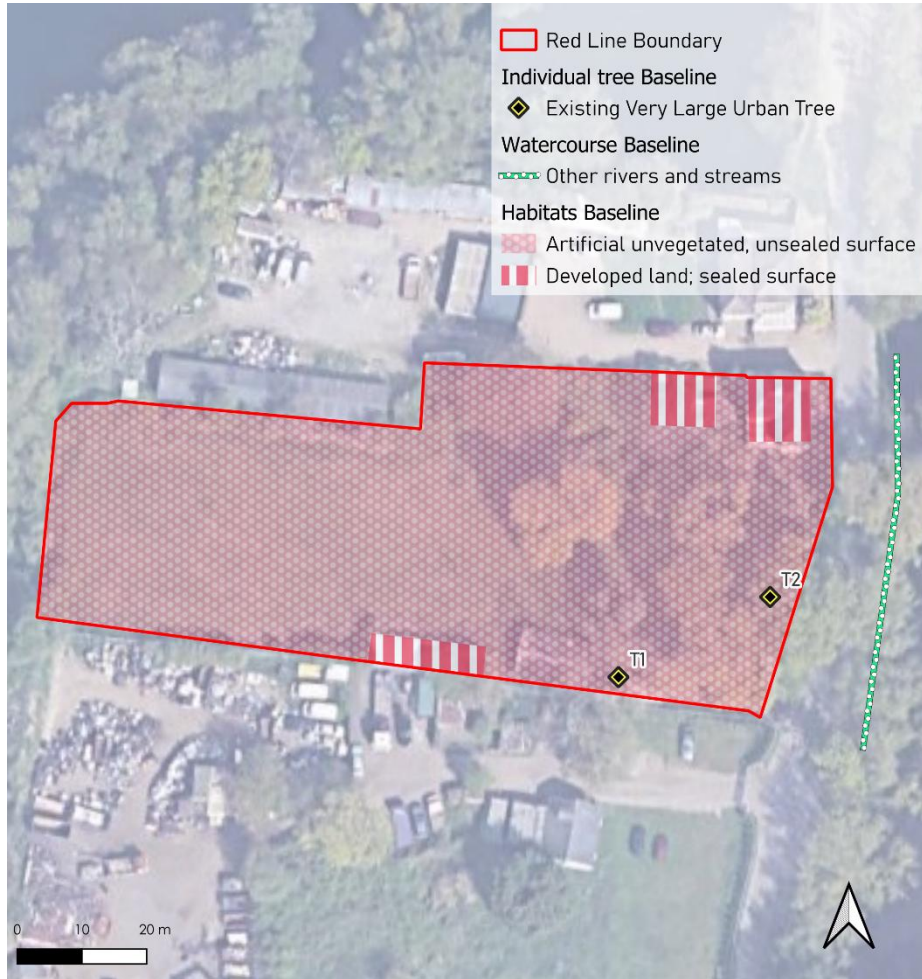 Red Line Boundary
Individual tree Baseline
Existing Very Large Urban Tree
Watercourse Baseline
Other rivers and streams
Habitats Baseline
Artificial unvegetated, unsealed surface
Developed land; sealed surface
T2
T1
0 10 20 m